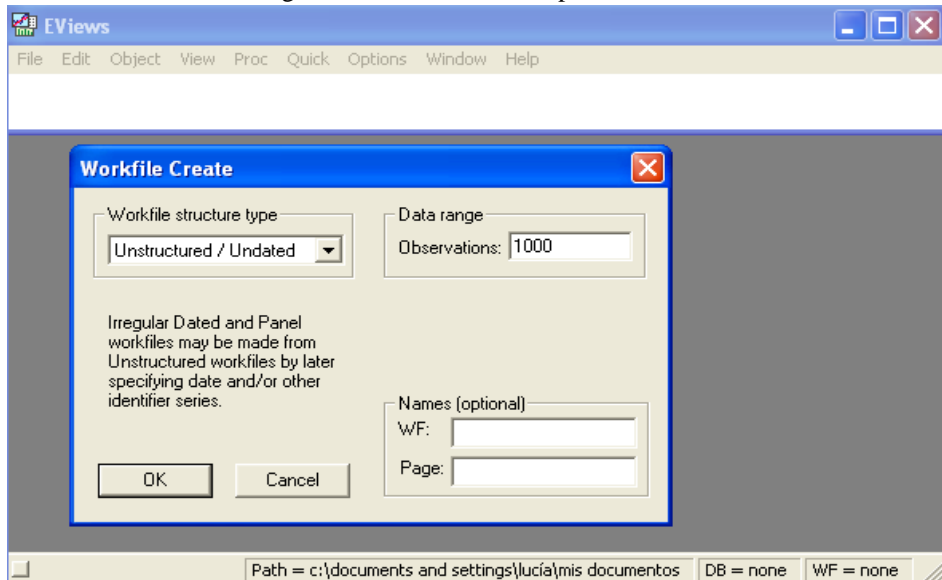 EViews
File Edit Object View Proc Quick Options Window Help
Workfile Create
Workfile structure type
Unstructured / Undated
Data range
Observations: 1000
Irregular Dated and Panel
workfiles may be made from
Unstructured workfiles by later
specifying date and/or other
identifier series.
Names (optional)
WF:
Page:
OK Cancel
Path = c:\documents and settings\lucía\mis documentos DB = none WF = none